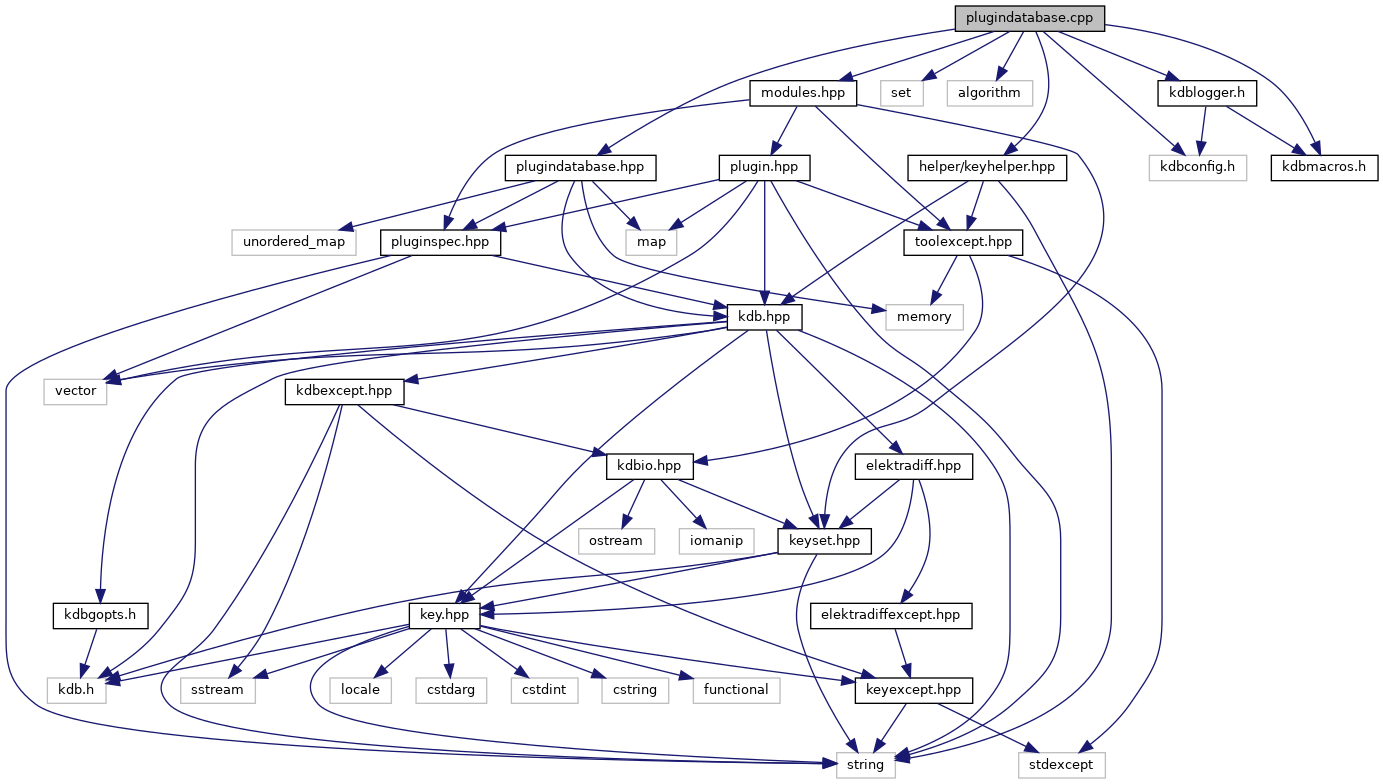 plugindatabase.cpp
modules.hpp
set
algorithm
kdblogger.h
plugindatabase.hpp
plugin.hpp
helper/keyhelper.hpp
kdbconfig.h
kdbmacros.h
unordered_map
pluginspec.hpp
map
toolexcept.hpp
kdb.hpp
memory
vector
kdbexcept.hpp
kdbio.hpp
elektradiff.hpp
ostream
iomanip
keyset.hpp
kdbgopts.h
key.hpp
elektradiffexcept.hpp
kdb.h
sstream
locale
cstdarg
cstdint
cstring
functional
keyexcept.hpp
string
stdexcept